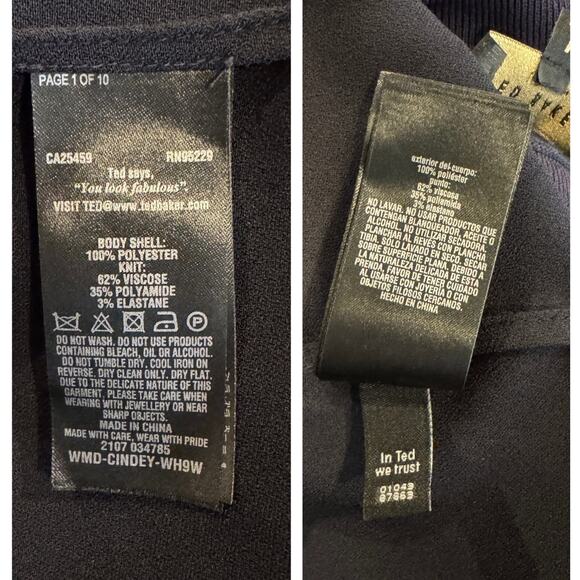 PAGE 1 OF 10
CA25459 RN95229
Ted says,
"You look fabulous".
VISIT TED@www.tedbaker.com
BODY SHELL:
100% POLYESTER
KNIT:
62% VISCOSE
35% POLYAMIDE
3% ELASTANE
DO NOT WASH. DO NOT USE PRODUCTS
CONTAINING BLEACH, OIL OR ALCOHOL.
DO NOT TUMBLE DRY. COOL IRON ON
REVERSE. DRY CLEAN ONLY. DRY FLAT.
DUE TO THE DELICATE NATURE OF THIS
GARMENT. PLEASE TAKE CARE WHEN
WEARING WITH JEWELLERY OR NEAR
SHARP OBJECTS.
MADE IN CHINA
MADE WITH CARE, WEAR WITH PRIDE
2107 034785
WMD-CINDEY-WH9W
exterior del cuerpo:
100% poliéster
punto:
62% viscosa
35% poliamida
3% elastano
NO LAVAR. NO USAR PRODUCTOS QUE
CONTENGAN BLANQUEADOR, ACEITE O
ALCOHOL. NO UTILIZAR SECADORA.
PLANCHAR AL REVÉS CON PLANCHA
TIBIA. SÓLO LAVAR EN SECO. SECAR
SOBRE SUPERFICIE PLANA. DEBIDO A
LA NATURALEZA DELICADA DE ESTA
PRENDA, FAVOR DE TENER CUIDADO
AL USARSE CON JOYERÍA O CON
OBJETOS FILOSOS CERCANOS.
HECHO EN CHINA
In Ted
we trust
01049
87863